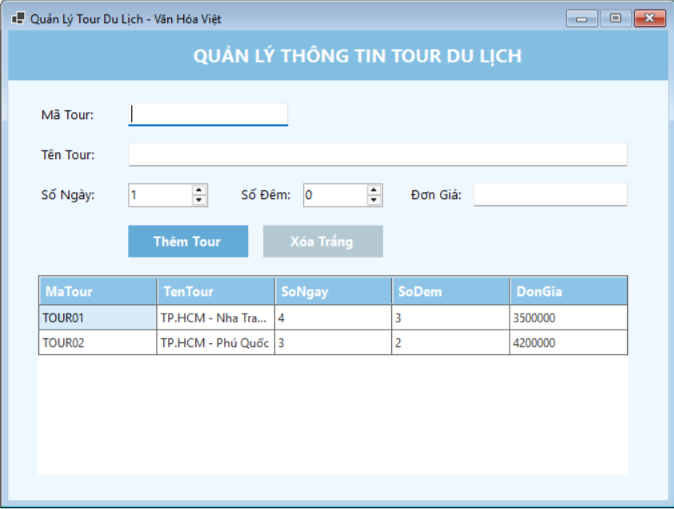 Quản Lý Tour Du Lịch - Văn Hóa Việt
QUẢN LÝ THÔNG TIN TOUR DU LỊCH
Mã Tour:
Tên Tour:
Số Ngày: 1 Số Đêm: 0 Đơn Giá:
Thêm Tour Xóa Trắng
MaTour TenTour SoNgay SoDem DonGia
TOUR01 TP.HCM - Nha Tra... 4 3 3500000
TOUR02 TP.HCM - Phú Quốc 3 2 4200000